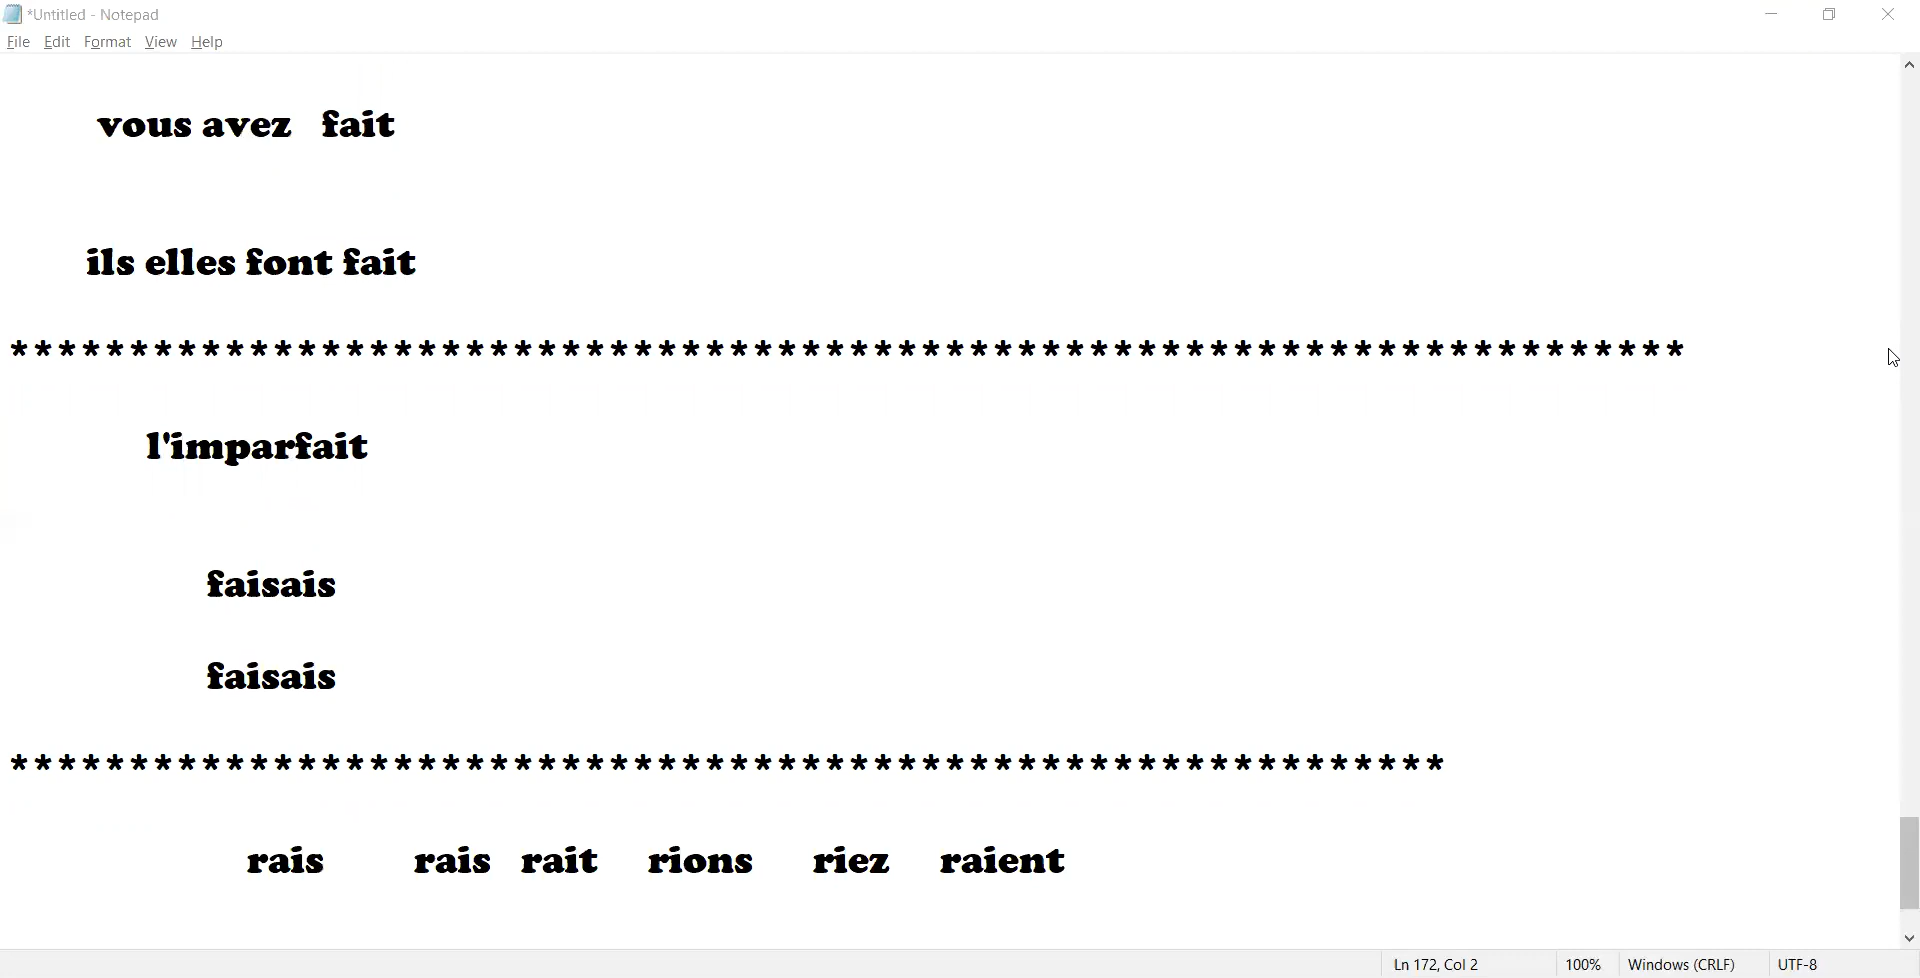 *Untitled - Notepad
File Edit Format View Help
vous avez fait
ils elles font fait
**********************************************************************
l'imparfait
faisais
faisais
************************************************************
rais rais rait rions riez raient
Ln 172, Col 2 100% Windows (CRLF) UTF-8